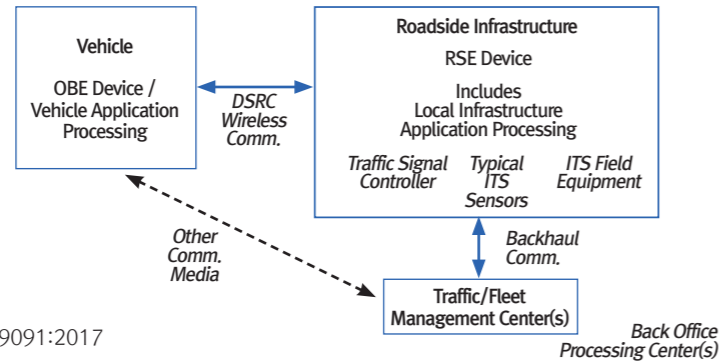 Vehicle
OBE Device /
Vehicle Application
Processing
DSRC
Wireless
Comm.
Roadside Infrastructure
RSE Device
Includes
Local Infrastructure
Application Processing
Traffic Signal
Controller
Typical
ITS
Sensors
ITS Field
Equipment
Other
Comm.
Media
Backhaul
Comm.
Traffic/Fleet
Management Center(s)
9091:2017
Back Office
Processing Center(s)